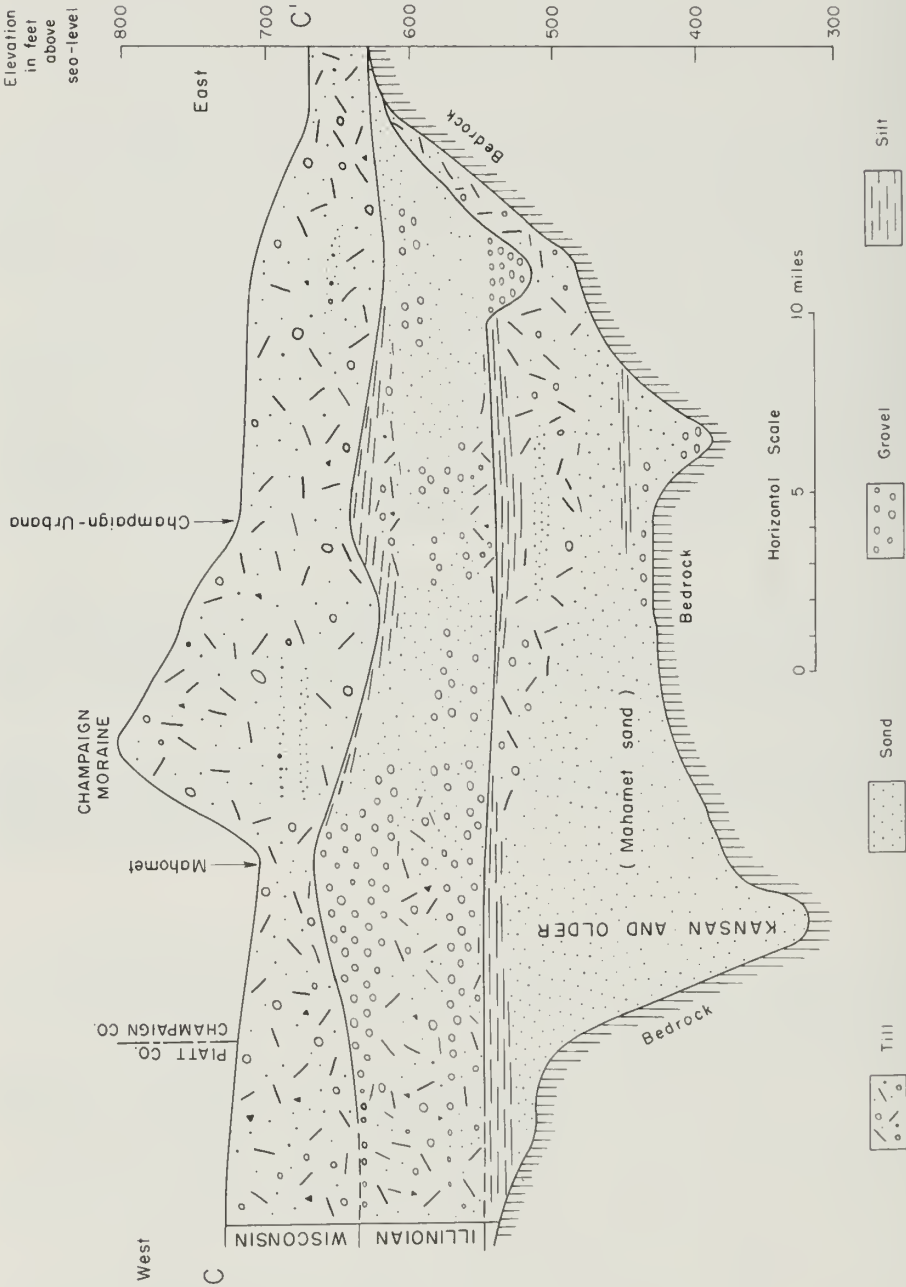 West
C
East
C'
Elevation
in feet
above
sea-level
800
700
600
500
400
300
WISCONSIN
ILLINOIAN
PIATT CO.
CHAMPAIGN CO.
Mahomet
CHAMPAIGN
MORAINE
Champaign-Urbana
KANSAN AND OLDER
( Mahamet sand )
Bedrock
Bedrock
Bedrock
Horizontal Scale
0
5
10 miles
Till
Sand
Gravel
Silt